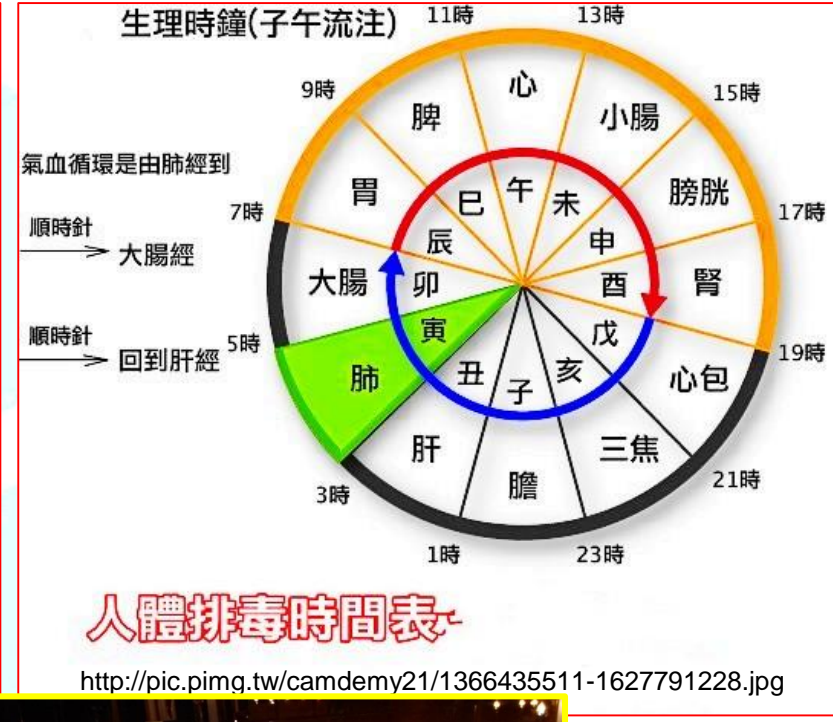 生理時鐘(子午流注)
11時
13時
9時
15時
心
脾
小腸
氣血循環是由肺經到
胃
膀胱
7時
17時
午
巳
未
順時針
辰
申
大腸經
大腸
卯
酉
腎
順時針
5時
寅
戊
19時
回到肝經
肺
丑
亥
心包
子
肝
三焦
膽
3時
21時
1時
23時
人體排毒時間表
http://pic.pimg.tw/camdemy21/1366435511-1627791228.jpg